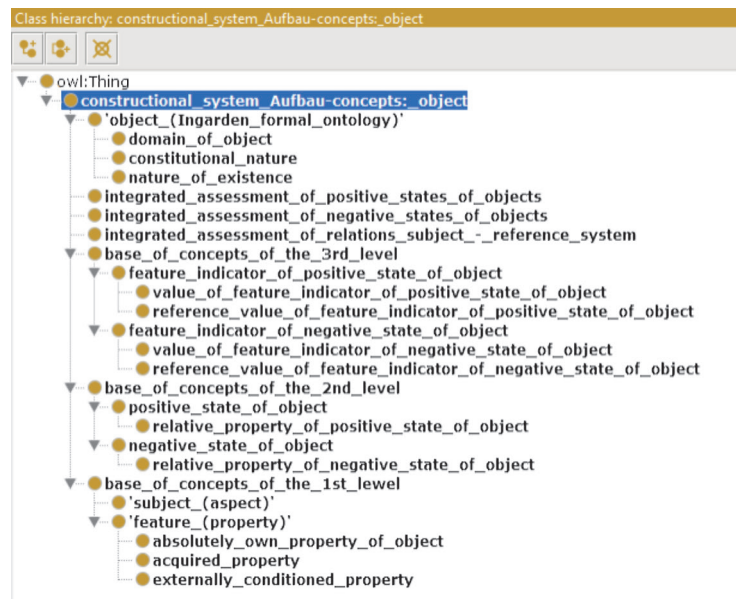 Class hierarchy: constructional_system_Aufbau-concepts:_object
owl:Thing
constructional_system_Aufbau-concepts:_object
'object_(Ingarden_formal_ontology)'
domain_of_object
constitutional_nature
nature_of_existence
integrated_assessment_of_positive_states_of_objects
integrated_assessment_of_negative_states_of_objects
integrated_assessment_of_relations_subject_-_reference_system
base_of_concepts_of_the_3rd_level
feature_indicator_of_positive_state_of_object
value_of_feature_indicator_of_positive_state_of_object
reference_value_of_feature_indicator_of_positive_state_of_object
feature_indicator_of_negative_state_of_object
value_of_feature_indicator_of_negative_state_of_object
reference_value_of_feature_indicator_of_negative_state_of_object
base_of_concepts_of_the_2nd_level
positive_state_of_object
relative_property_of_positive_state_of_object
negative_state_of_object
relative_property_of_negative_state_of_object
base_of_concepts_of_the_1st_lewel
'subject_(aspect)'
'feature_(property)'
absolutely_own_property_of_object
acquired_property
externally_conditioned_property